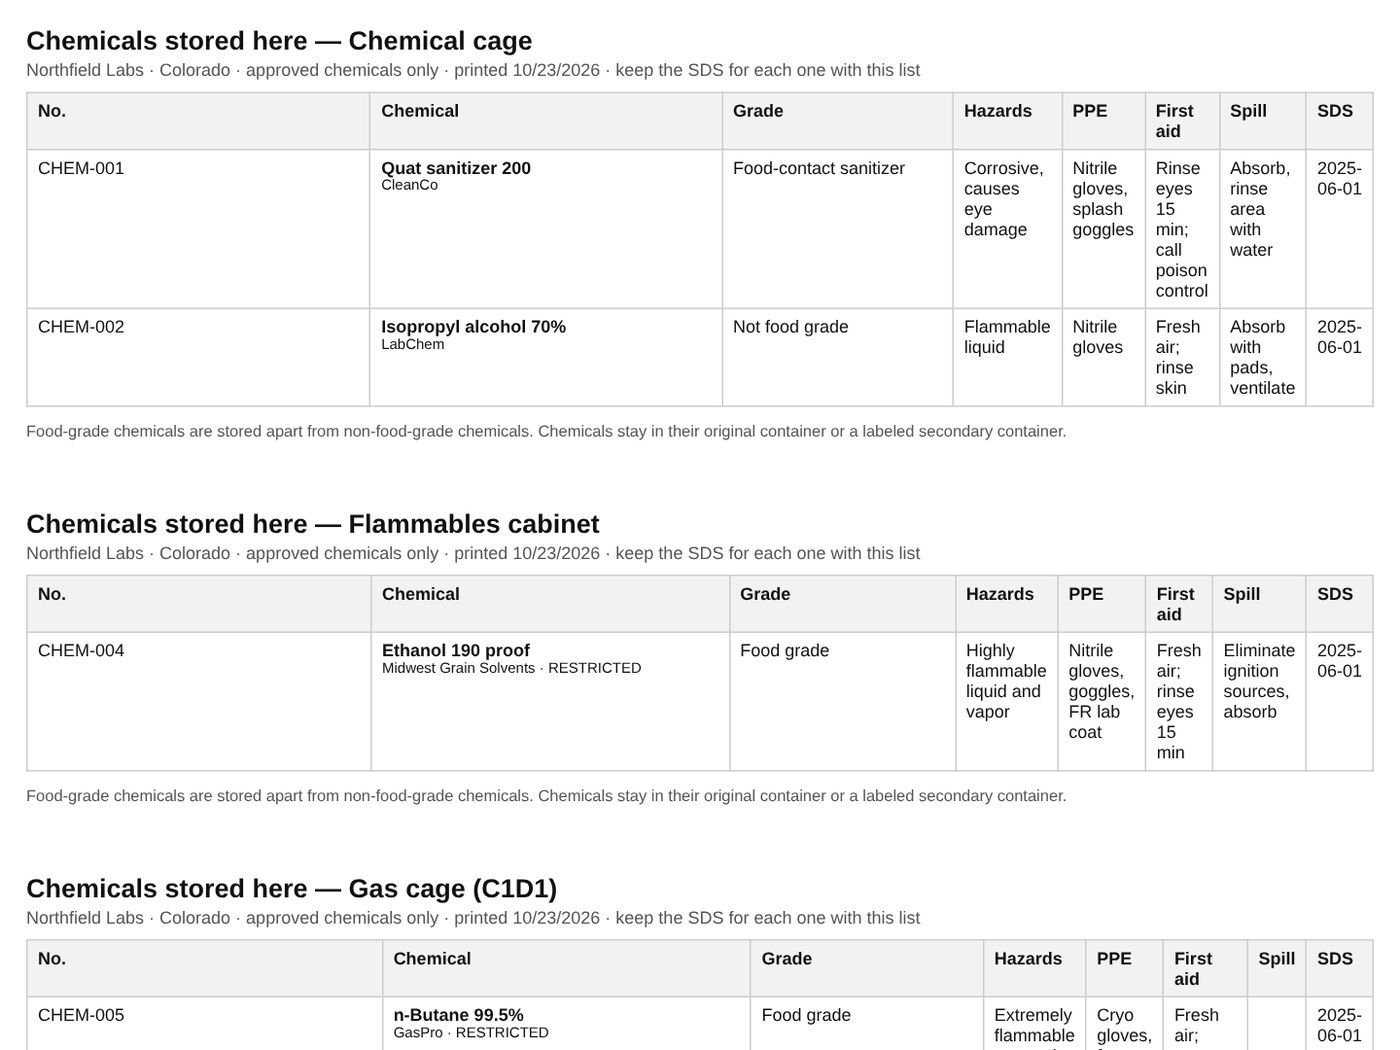 Chemicals stored here — Chemical cage
Northfield Labs · Colorado · approved chemicals only · printed 10/23/2026 · keep the SDS for each one with this list
No. Chemical Grade Hazards PPE First aid Spill SDS
CHEM-001 Quat sanitizer 200 CleanCo Food-contact sanitizer Corrosive, causes eye damage Nitrile gloves, splash goggles Rinse eyes 15 min; call poison control Absorb, rinse area with water 2025-06-01
CHEM-002 Isopropyl alcohol 70% LabChem Not food grade Flammable liquid Nitrile gloves Fresh air; rinse skin Absorb with pads, ventilate 2025-06-01
Food-grade chemicals are stored apart from non-food-grade chemicals. Chemicals stay in their original container or a labeled secondary container.
Chemicals stored here — Flammables cabinet
Northfield Labs · Colorado · approved chemicals only · printed 10/23/2026 · keep the SDS for each one with this list
No. Chemical Grade Hazards PPE First aid Spill SDS
CHEM-004 Ethanol 190 proof Midwest Grain Solvents · RESTRICTED Food grade Highly flammable liquid and vapor Nitrile gloves, goggles, FR lab coat Fresh air; rinse eyes 15 min Eliminate ignition sources, absorb 2025-06-01
Food-grade chemicals are stored apart from non-food-grade chemicals. Chemicals stay in their original container or a labeled secondary container.
Chemicals stored here — Gas cage (C1D1)
Northfield Labs · Colorado · approved chemicals only · printed 10/23/2026 · keep the SDS for each one with this list
No. Chemical Grade Hazards PPE First aid Spill SDS
CHEM-005 n-Butane 99.5% GasPro · RESTRICTED Food grade Extremely flammable Cryo gloves, Fresh air; 2025-06-01